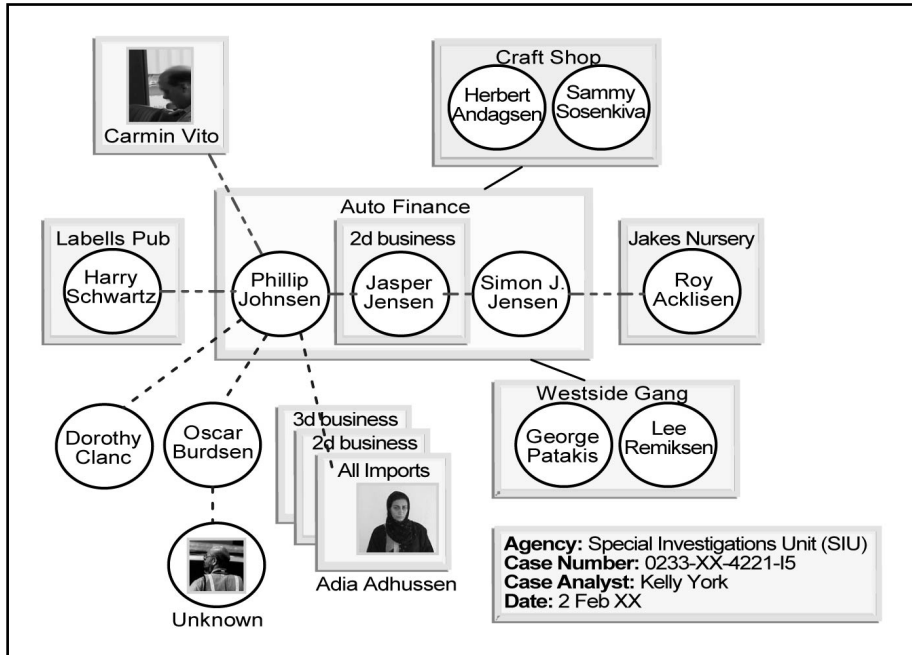 Carmin Vito
Craft Shop
Herbert
Andagsen
Sammy
Sosenkiva
Auto Finance
Labells Pub
Harry
Schwartz
Phillip
Johnsen
2d business
Jasper
Jensen
Simon J.
Jensen
Jakes Nursery
Roy
Acklisen
Dorothy
Clanc
Oscar
Burdsen
Unknown
3d business
2d business
All Imports
Adia Adhussen
Westside Gang
George
Patakis
Lee
Remiksen
Agency: Special Investigations Unit (SIU)
Case Number: 0233-XX-4221-I5
Case Analyst: Kelly York
Date: 2 Feb XX